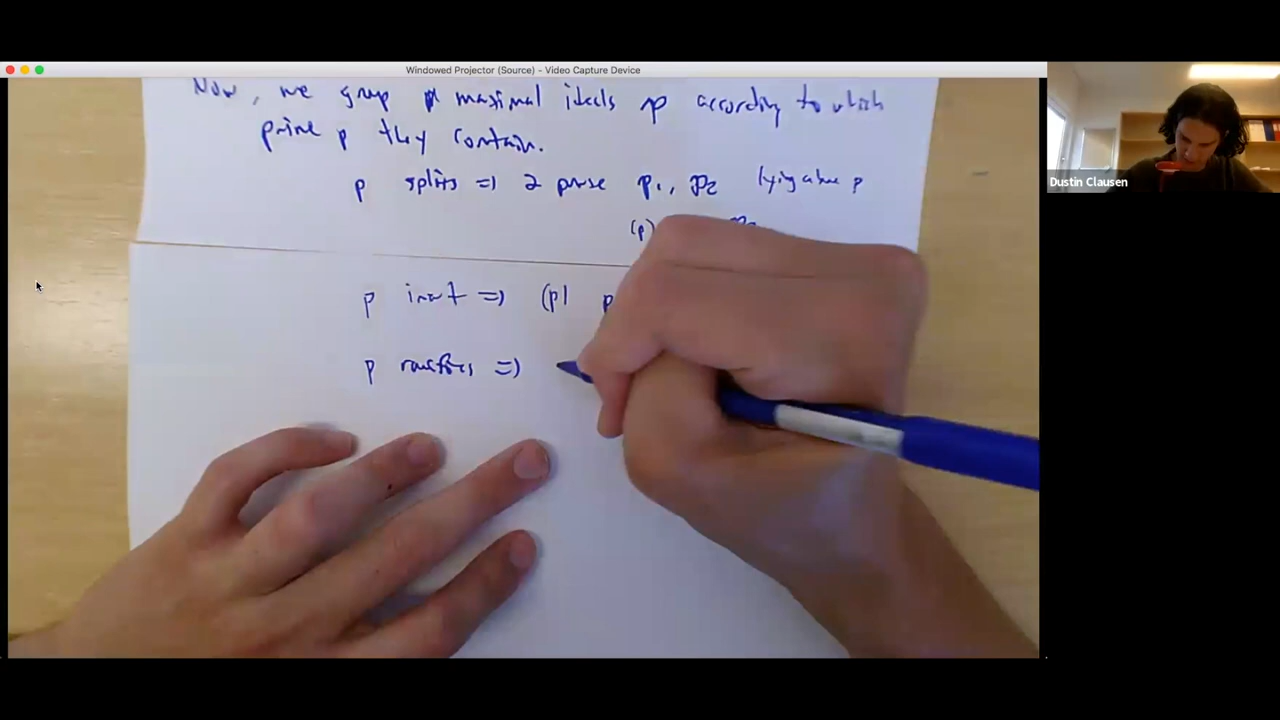 Windowed Projector (Source) - Video Capture Device
Now, we group maximal ideals p according to which
prime p they contain.
p splits => 2 primes p₁, p₂ lying above p
(p)
p inert => (p)
p ramifies =>
Dustin Clausen